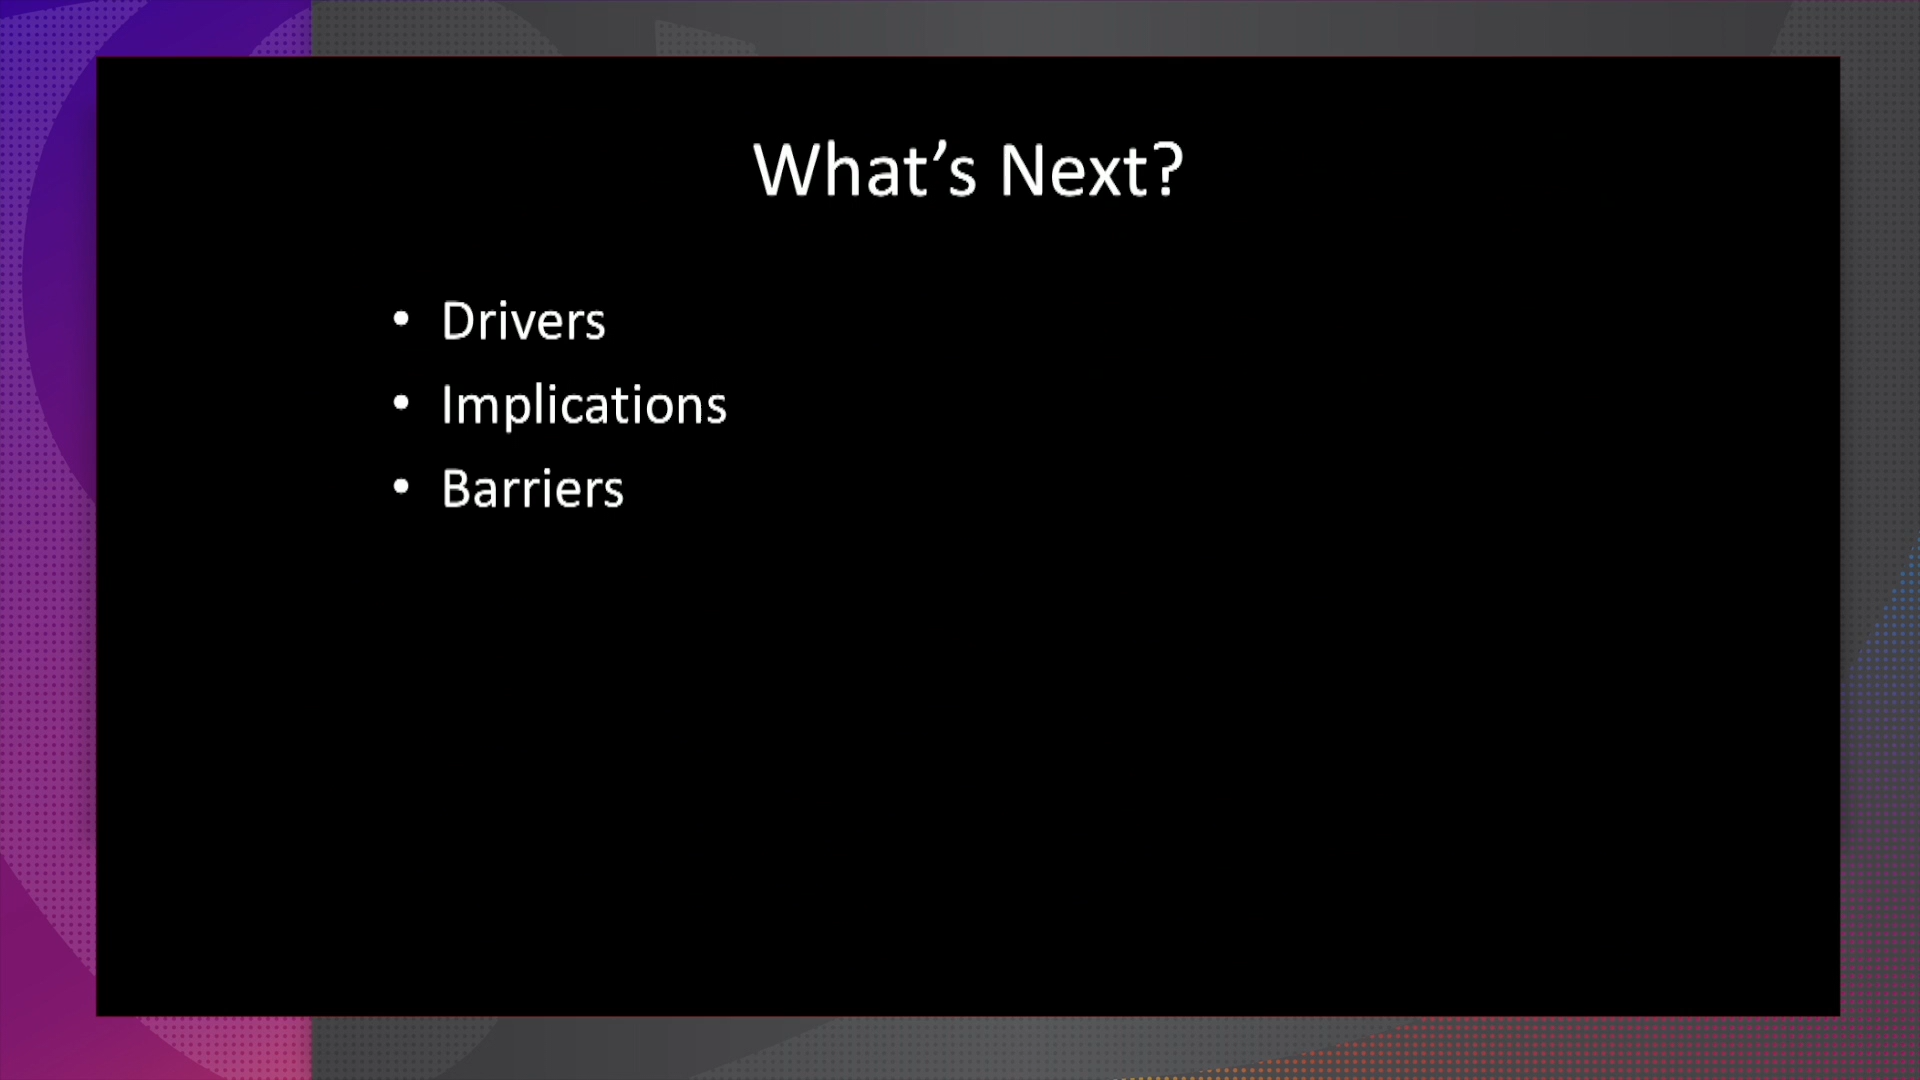 What’s Next?
• Drivers
• Implications
• Barriers